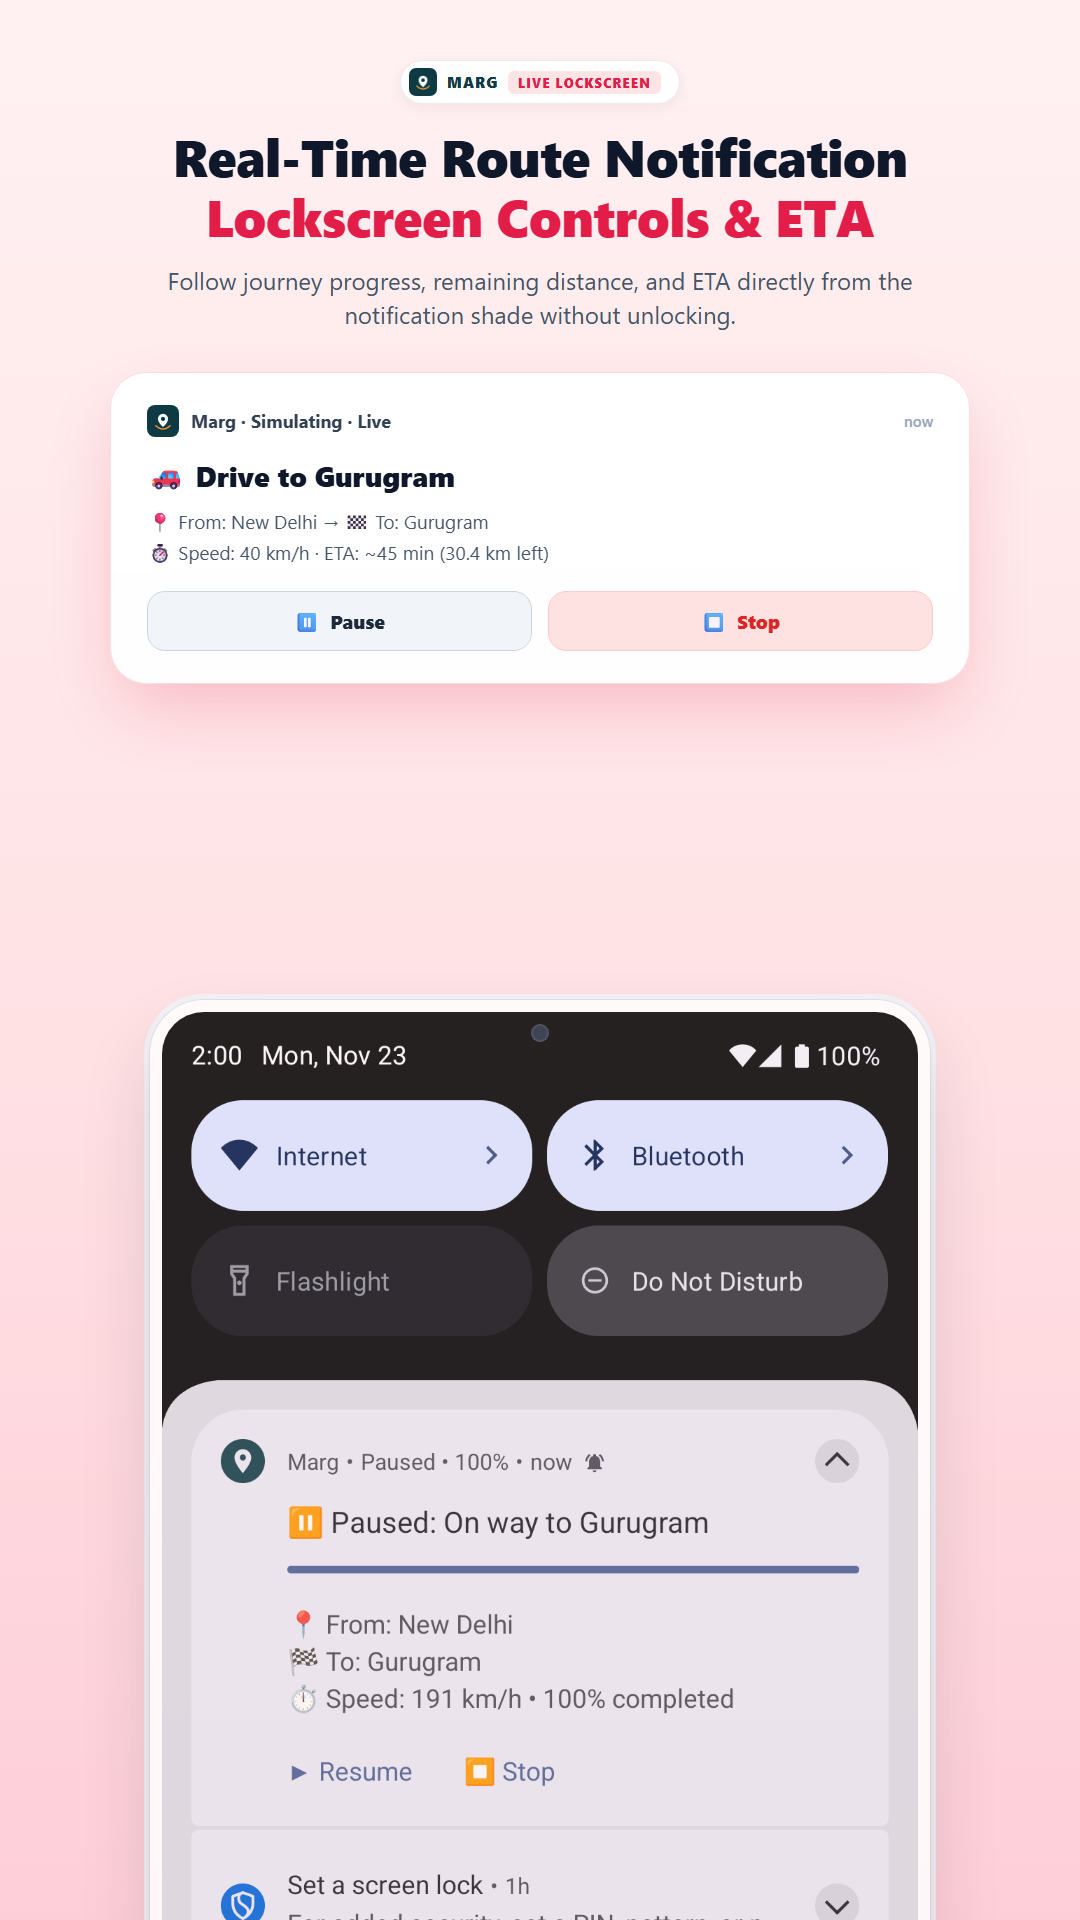 MARG LIVE LOCKSCREEN
Real-Time Route Notification
Lockscreen Controls & ETA
Follow journey progress, remaining distance, and ETA directly from the
notification shade without unlocking.
Marg · Simulating · Live
now
🚗 Drive to Gurugram
📍 From: New Delhi → 🏁 To: Gurugram
⏱️ Speed: 40 km/h · ETA: ~45 min (30.4 km left)
⏸️ Pause
⏹️ Stop
2:00 Mon, Nov 23
100%
Internet
Bluetooth
Flashlight
Do Not Disturb
Marg • Paused • 100% • now
⏸️ Paused: On way to Gurugram
📍 From: New Delhi
🏁 To: Gurugram
⏱️ Speed: 191 km/h • 100% completed
► Resume
⏹️ Stop
Set a screen lock • 1h